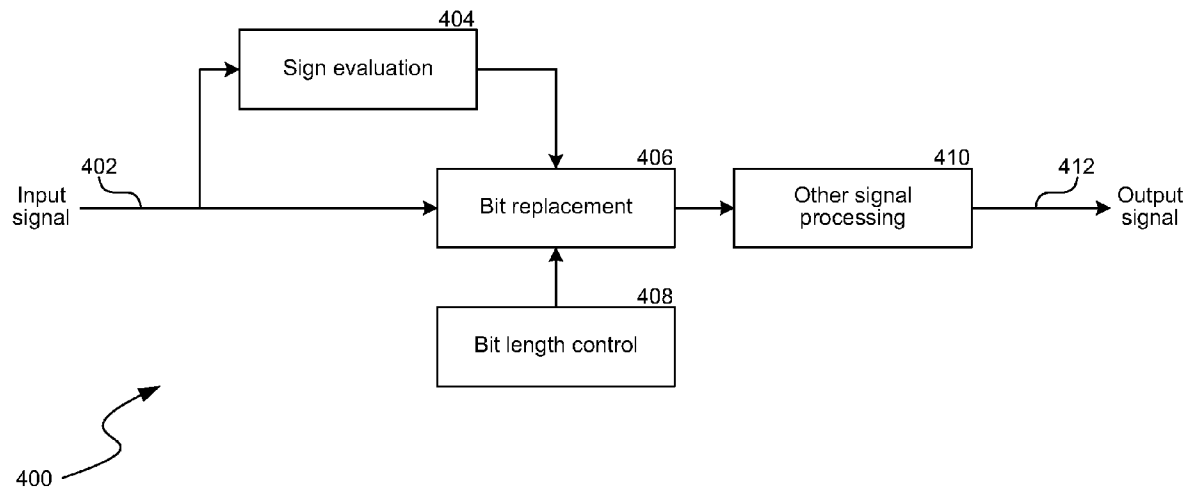 404
Sign evaluation
402
Input
signal
406
Bit replacement
410
Other signal
processing
412
Output
signal
408
Bit length control
400